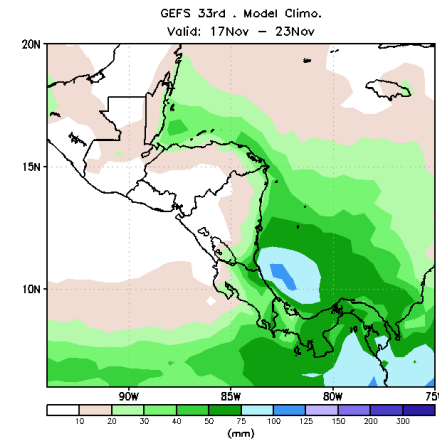 GEFS 33rd . Model Climo.
Valid: 17Nov – 23Nov
20N
15N
10N
90W 85W 80W 75W
10 20 30 40 50 75 100 125 150 200 300
(mm)